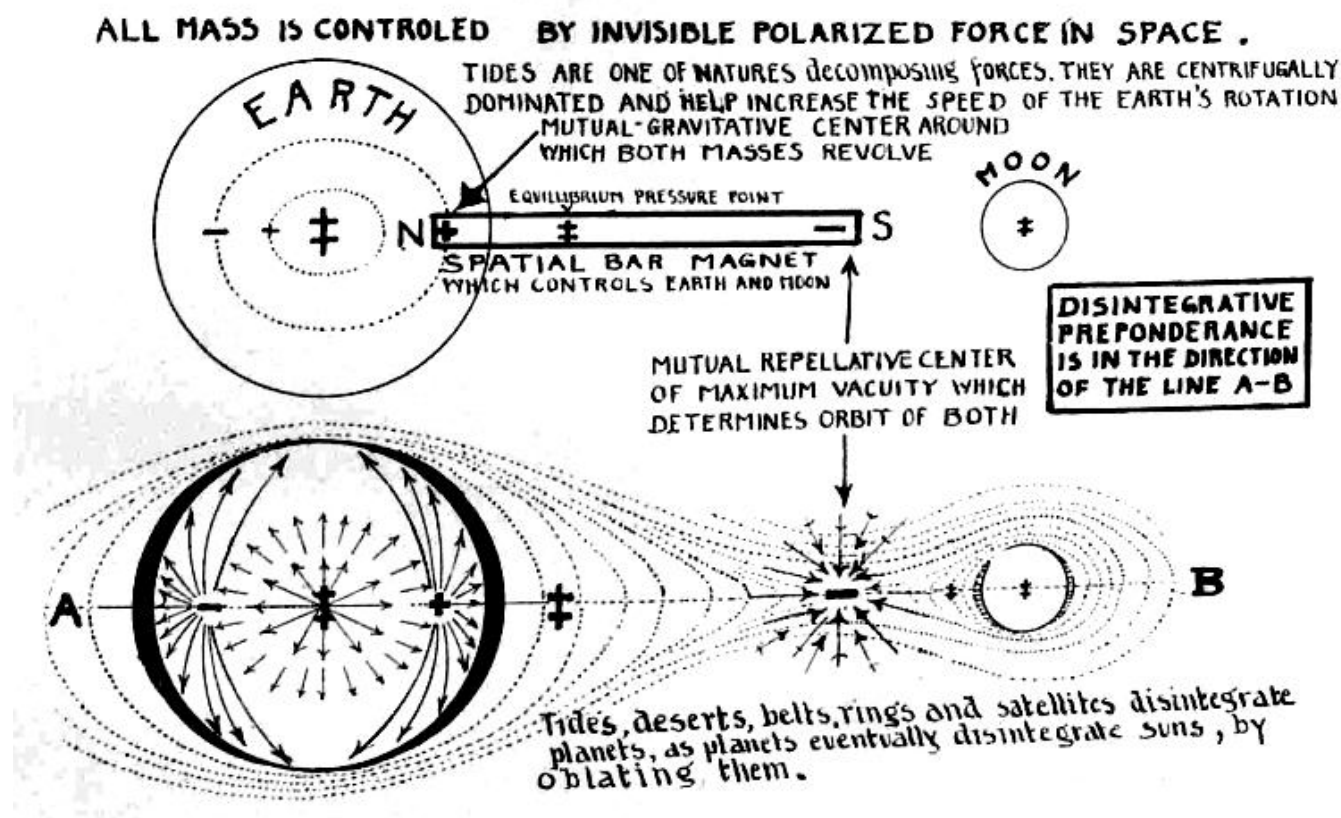 ALL MASS IS CONTROLED BY INVISIBLE POLARIZED FORCE IN SPACE.
TIDES ARE ONE OF NATURES decomposing forces. THEY ARE CENTRIFUGALLY
DOMINATED AND HELP INCREASE THE SPEED OF THE EARTH'S ROTATION
EARTH
MUTUAL-GRAVITATIVE CENTER AROUND
WHICH BOTH MASSES REVOLVE
MOON
EQUILIBRIUM PRESSURE POINT
− + ‡ N + ‡ − S ‡
SPATIAL BAR MAGNET
WHICH CONTROLS EARTH AND MOON
DISINTEGRATIVE
PREPONDERANCE
IS IN THE DIRECTION
OF THE LINE A-B
MUTUAL REPELLATIVE CENTER
OF MAXIMUM VACUITY WHICH
DETERMINES ORBIT OF BOTH
A − ‡ + ‡ − ‡ ‡ B
Tides, deserts, belts, rings and satellites disintegrate
planets, as planets eventually disintegrate suns, by
oblating them.